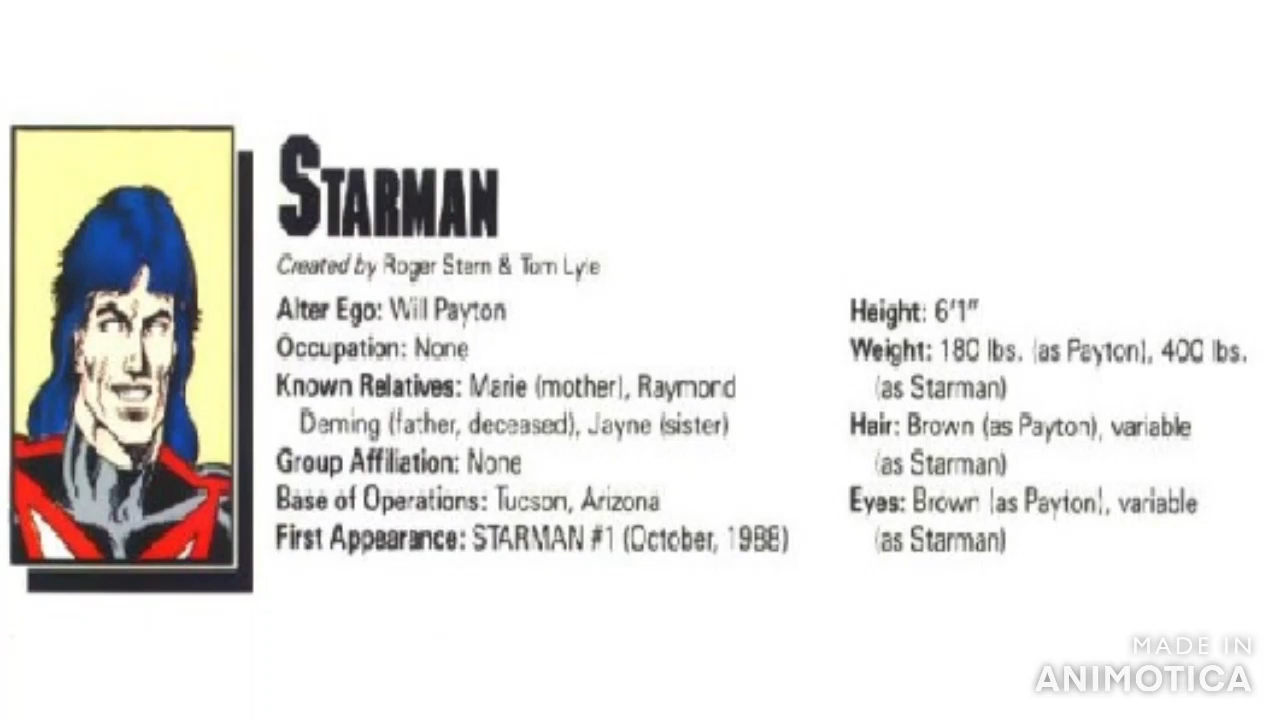 STARMAN
Created by Roger Stern & Tom Lyle
Alter Ego: Will Payton
Occupation: None
Known Relatives: Marie (mother), Raymond
Deming (father, deceased), Jayne (sister)
Group Affiliation: None
Base of Operations: Tucson, Arizona
First Appearance: STARMAN #1 (October, 1988)
Height: 6'1"
Weight: 180 lbs. (as Payton), 400 lbs.
(as Starman)
Hair: Brown (as Payton), variable
(as Starman)
Eyes: Brown (as Payton), variable
(as Starman)
MADE IN
ANIMOTICA